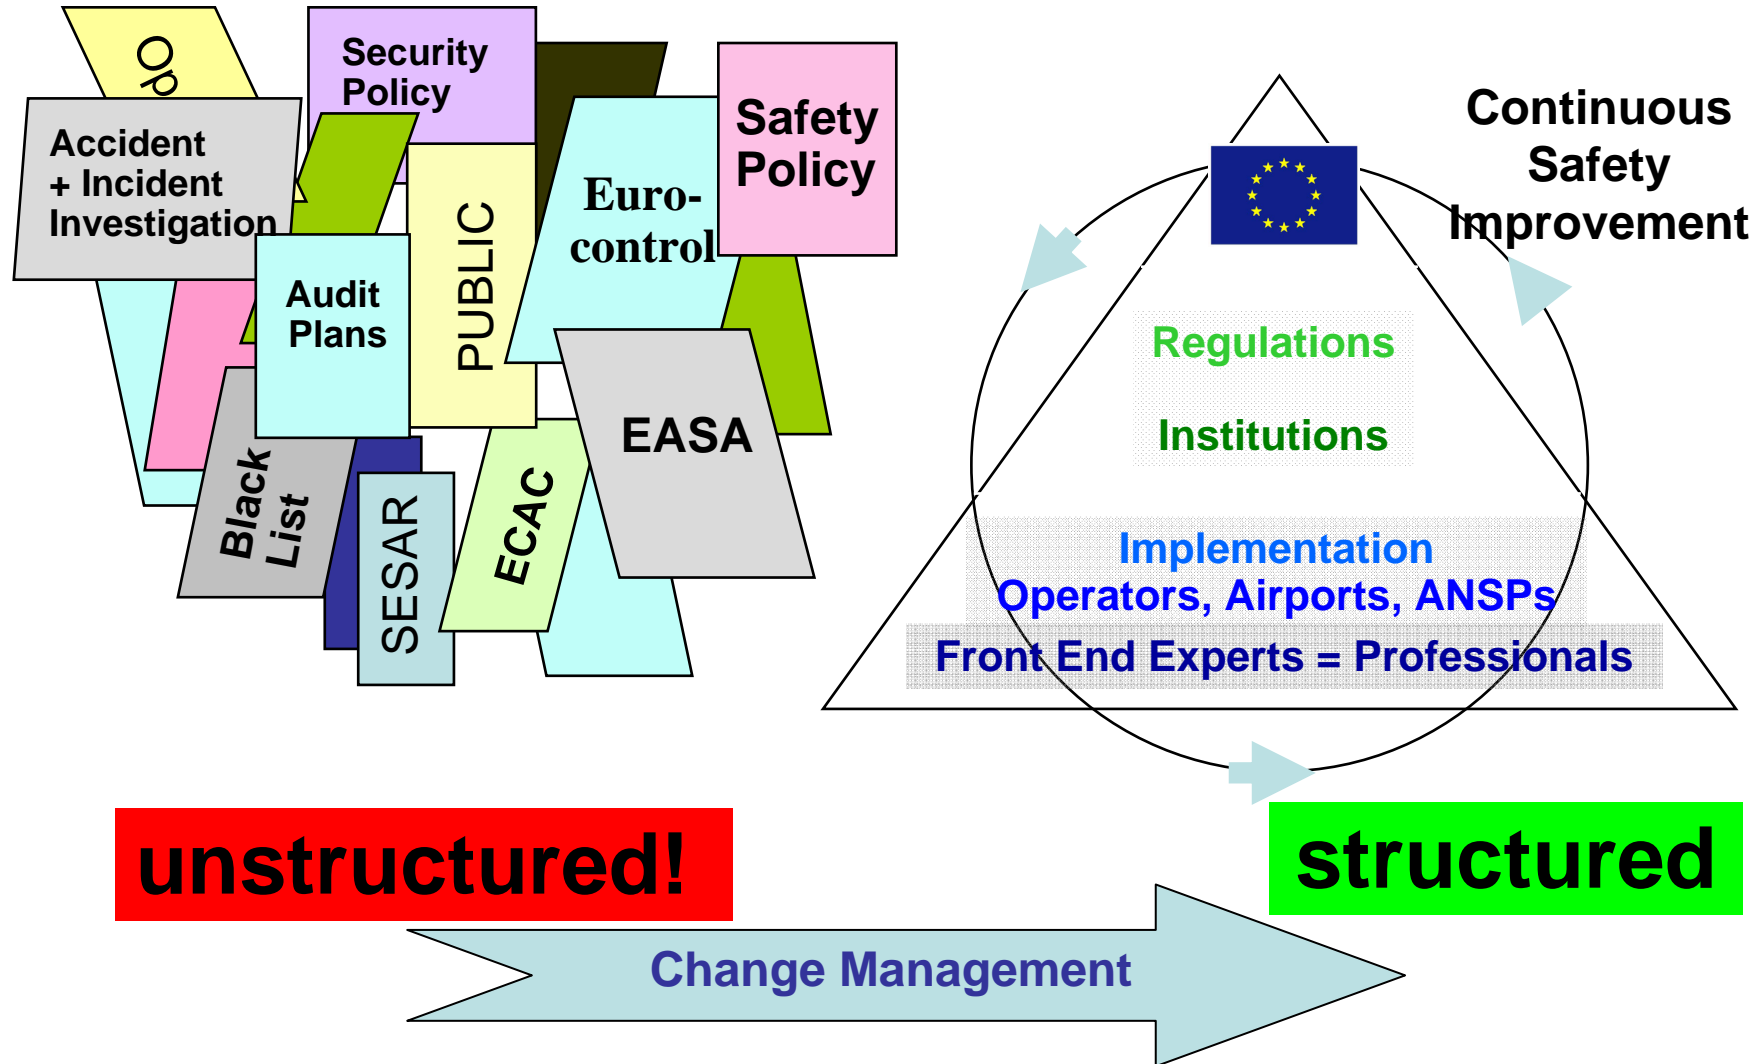 Op
Security
Policy
Accident
+ Incident
Investigation
Safety
Policy
Euro-
control
PUBLIC
Audit
Plans
EASA
Black
List
SESAR
ECAC
Continuous
Safety
Improvement
Regulations
Institutions
Implementation
Operators, Airports, ANSPs
Front End Experts = Professionals
unstructured!
structured
Change Management